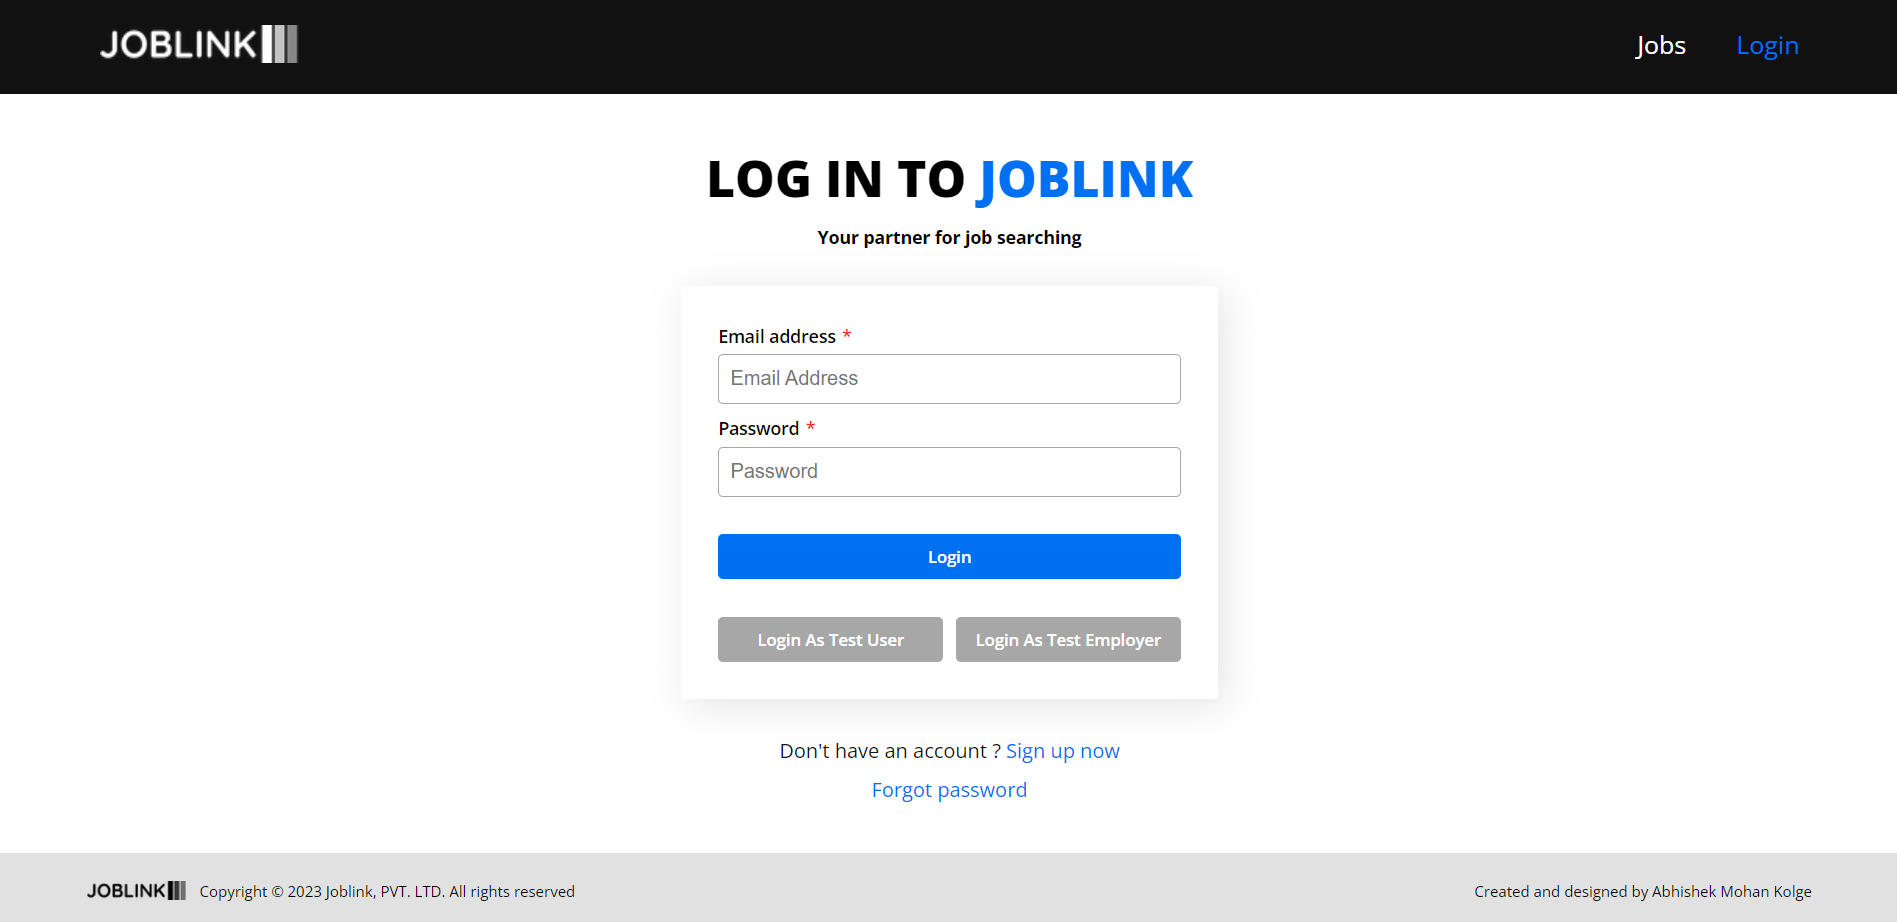 JOBLINK
Jobs
Login
LOG IN TO JOBLINK
Your partner for job searching
Email address *
Email Address
Password *
Password
Login
Login As Test User
Login As Test Employer
Don't have an account ? Sign up now
Forgot password
JOBLINK Copyright © 2023 Joblink, PVT. LTD. All rights reserved
Created and designed by Abhishek Mohan Kolge